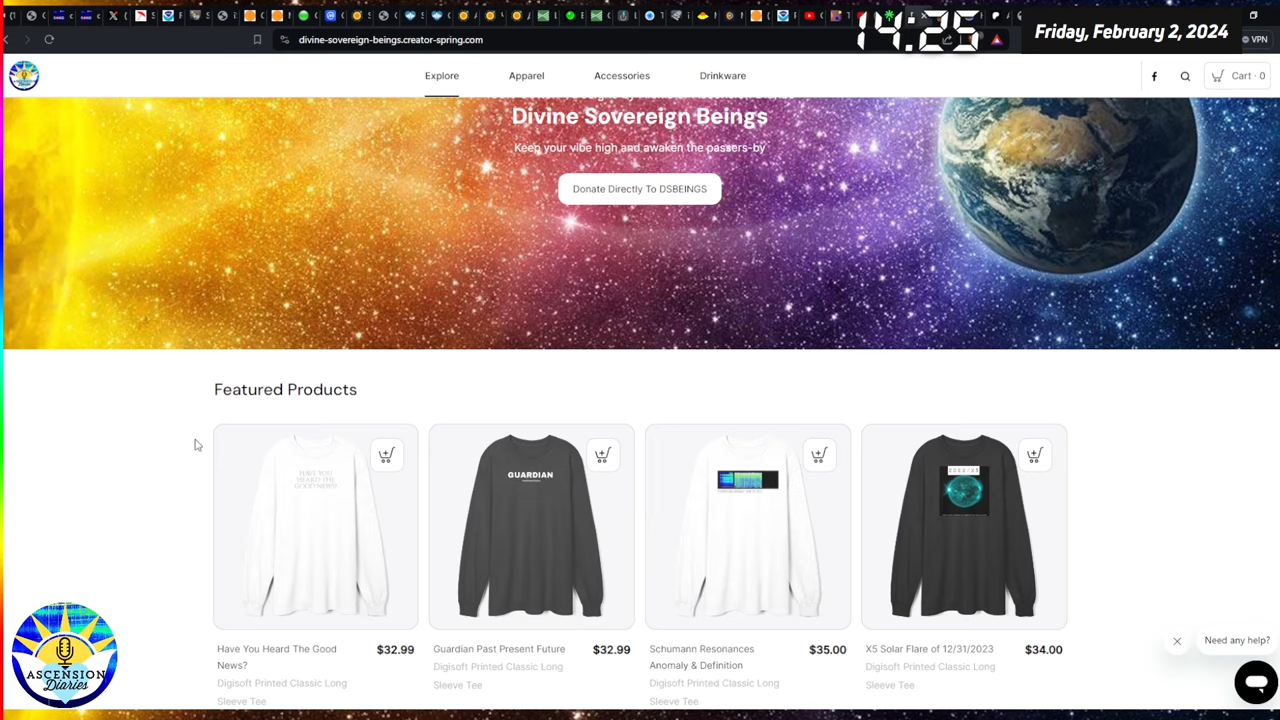 14:25
Friday, February 2, 2024
divine-sovereign-beings.creator-spring.com
VPN
Explore
Apparel
Accessories
Drinkware
Cart · 0
Divine Sovereign Beings
Keep your vibe high and awaken the passers-by
Donate Directly To DSBEINGS
Featured Products
HAVE YOU
HEARD THE
GOOD NEWS?
GUARDIAN
Have You Heard The Good
News?
$32.99
Digisoft Printed Classic Long
Sleeve Tee
Guardian Past Present Future
$32.99
Digisoft Printed Classic Long
Sleeve Tee
Schumann Resonances
Anomaly & Definition
$35.00
Digisoft Printed Classic Long
Sleeve Tee
X5 Solar Flare of 12/31/2023
$34.00
Digisoft Printed Classic Long
Sleeve Tee
Need any help?
ASCENSION
Diaries